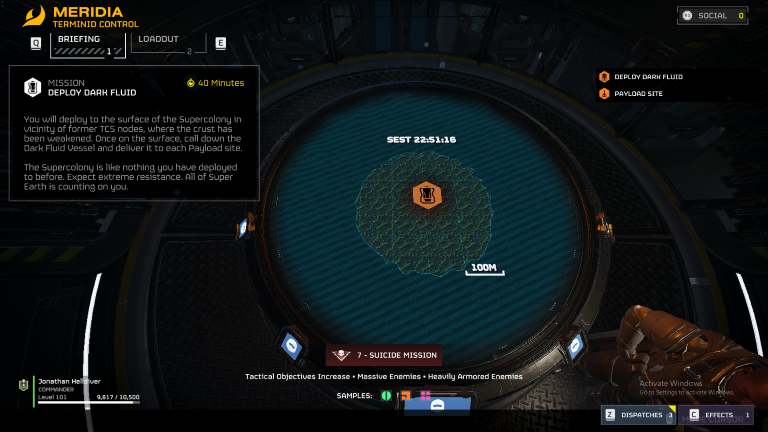 MERIDIA
TERMINID CONTROL
Q
BRIEFING
1
LOADOUT
2
E
SOCIAL 0
MISSION
DEPLOY DARK FLUID
40 Minutes
You will deploy to the surface of the Supercolony in
vicinity of former TCS nodes, where the crust has
been weakened. Once on the surface, call down the
Dark Fluid Vessel and deliver it to each Payload site.
The Supercolony is like nothing you have deployed
to before. Expect extreme resistance. All of Super
Earth is counting on you.
DEPLOY DARK FLUID
PAYLOAD SITE
SEST 22:51:16
100M
7 - SUICIDE MISSION
Tactical Objectives Increase • Massive Enemies • Heavily Armored Enemies
SAMPLES:
Jonathan Helldiver
COMMANDER
Level 101
9,817 / 10,500
Activate Windows
Go to Settings to activate Windows.
Z DISPATCHES 3
C EFFECTS 1
CURSOR